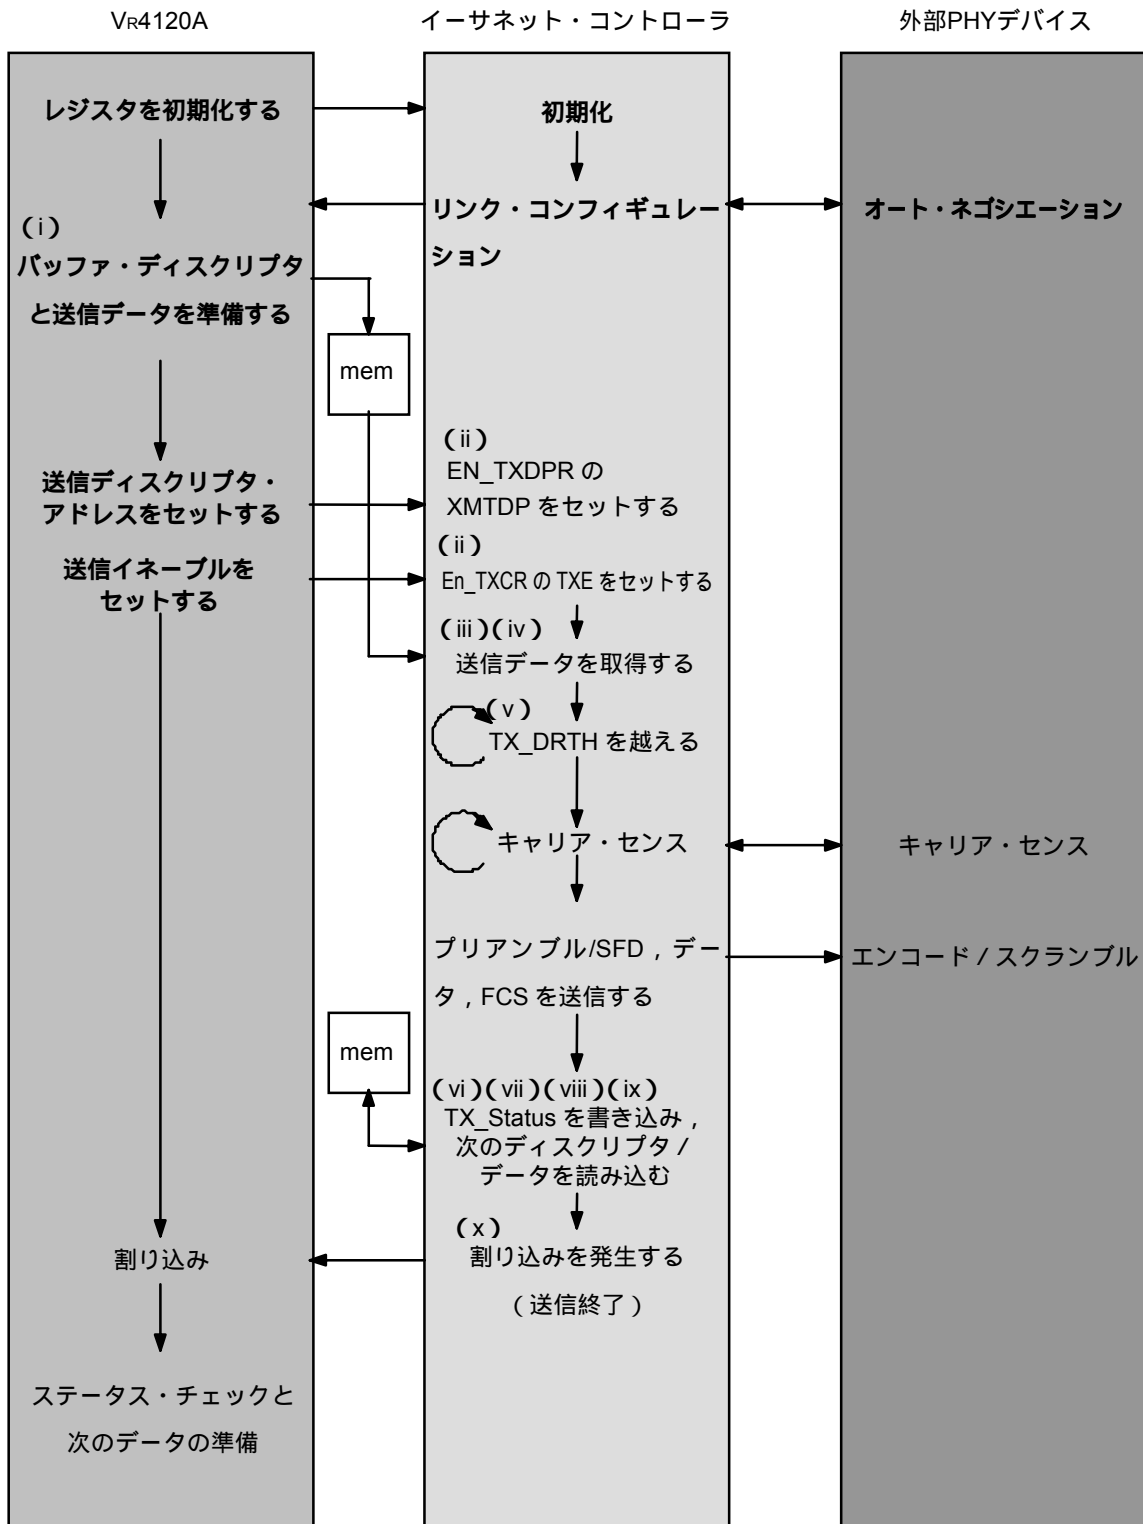 VR4120A
イーサネット・コントローラ
外部PHYデバイス
レジスタを初期化する
初期化
リンク・コンフィギュレー
ション
オート・ネゴシエーション
(i)
バッファ・ディスクリプタ
と送信データを準備する
mem
(ii)
EN_TXDPR の
XMTDP をセットする
送信ディスクリプタ・
アドレスをセットする
(ii)
En_TXCR の TXE をセットする
送信イネーブルを
セットする
(iii)(iv)
送信データを取得する
(v)
TX_DRTH を越える
キャリア・センス
キャリア・センス
プリアンブル/SFD , デー
タ , FCS を送信する
エンコード / スクランブル
mem
(vi)(vii)(viii)(ix)
TX_Status を書き込み ,
次のディスクリプタ /
データを読み込む
(x)
割り込みを発生する
(送信終了)
割り込み
ステータス・チェックと
次のデータの準備